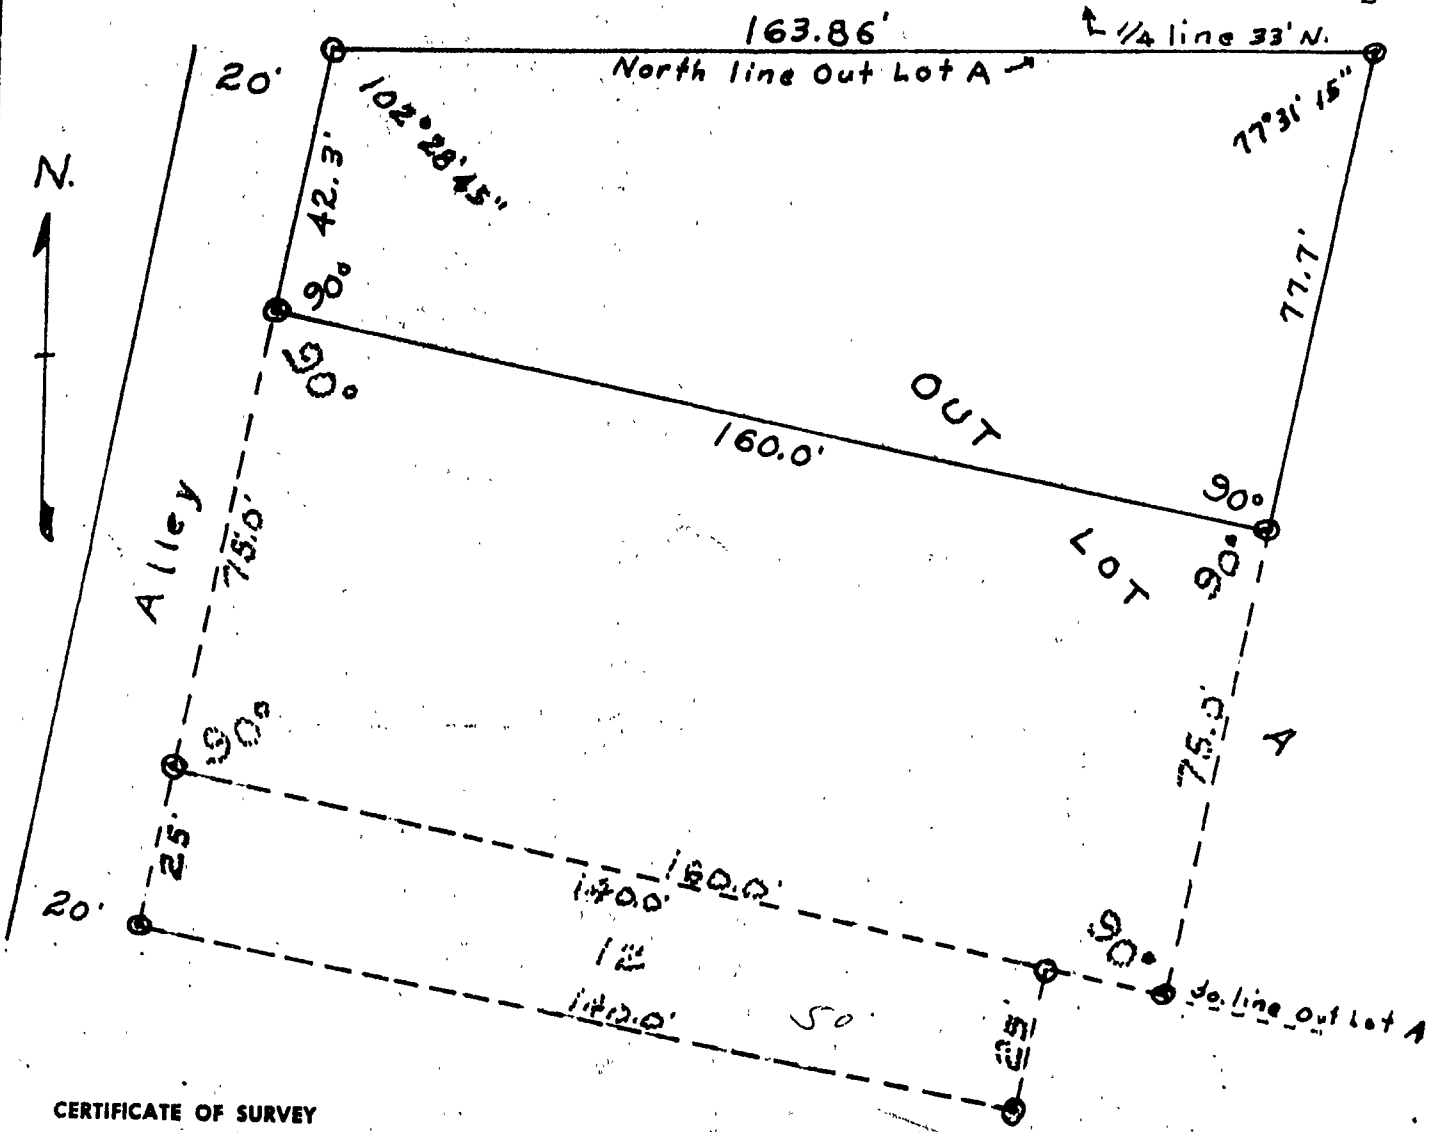 163.86'
1/4 line 33' N.
20'
North line Out Lot A
102°28'45"
77°31'15"
N.
42.3'
77.7'
90°
90°
OUT
160.0'
90°
LOT
90°
Alley
75.0'
75.0'
A
90°
25'
160.0'
140.0'
20'
90°
So. line Out Lot A
140.0'
50
25'
CERTIFICATE OF SURVEY